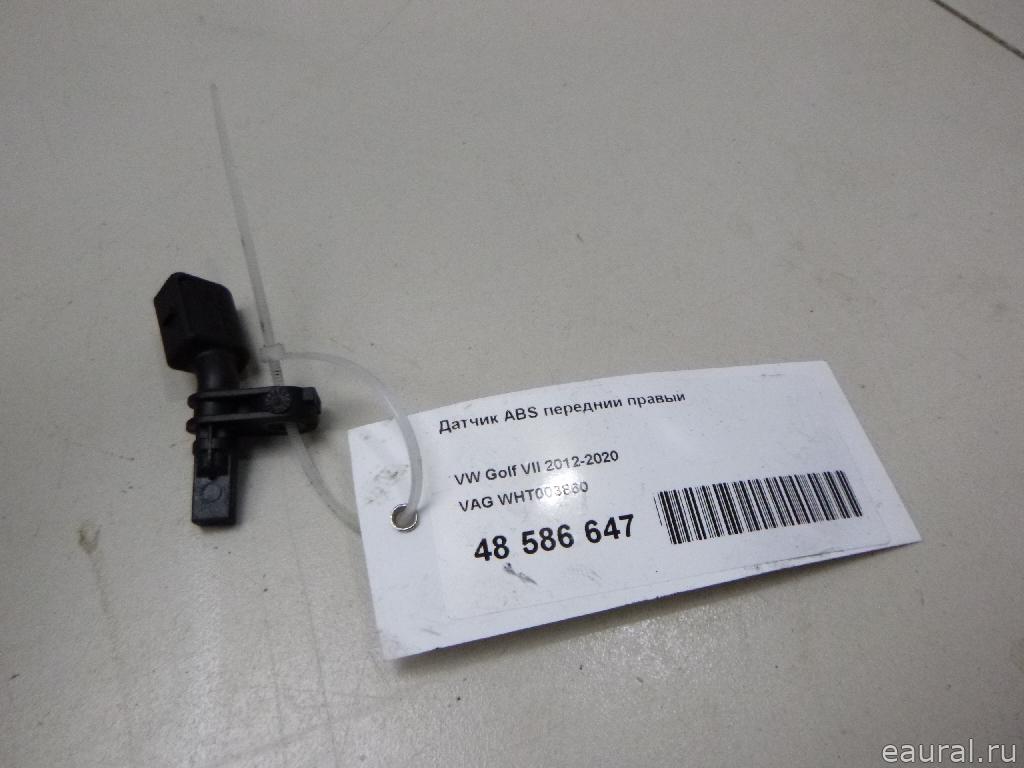 Датчик ABS передний правый
VW Golf VII 2012-2020
VAG WHT003860
48 586 647
eaural.ru